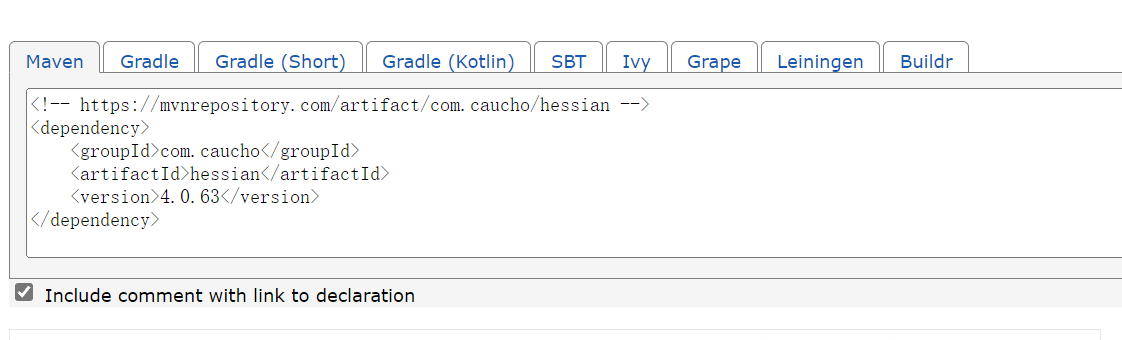 Maven Gradle Gradle (Short) Gradle (Kotlin) SBT Ivy Grape Leiningen Buildr
<!-- https://mvnrepository.com/artifact/com.caucho/hessian -->
<dependency>
    <groupId>com.caucho</groupId>
    <artifactId>hessian</artifactId>
    <version>4.0.63</version>
</dependency>
Include comment with link to declaration